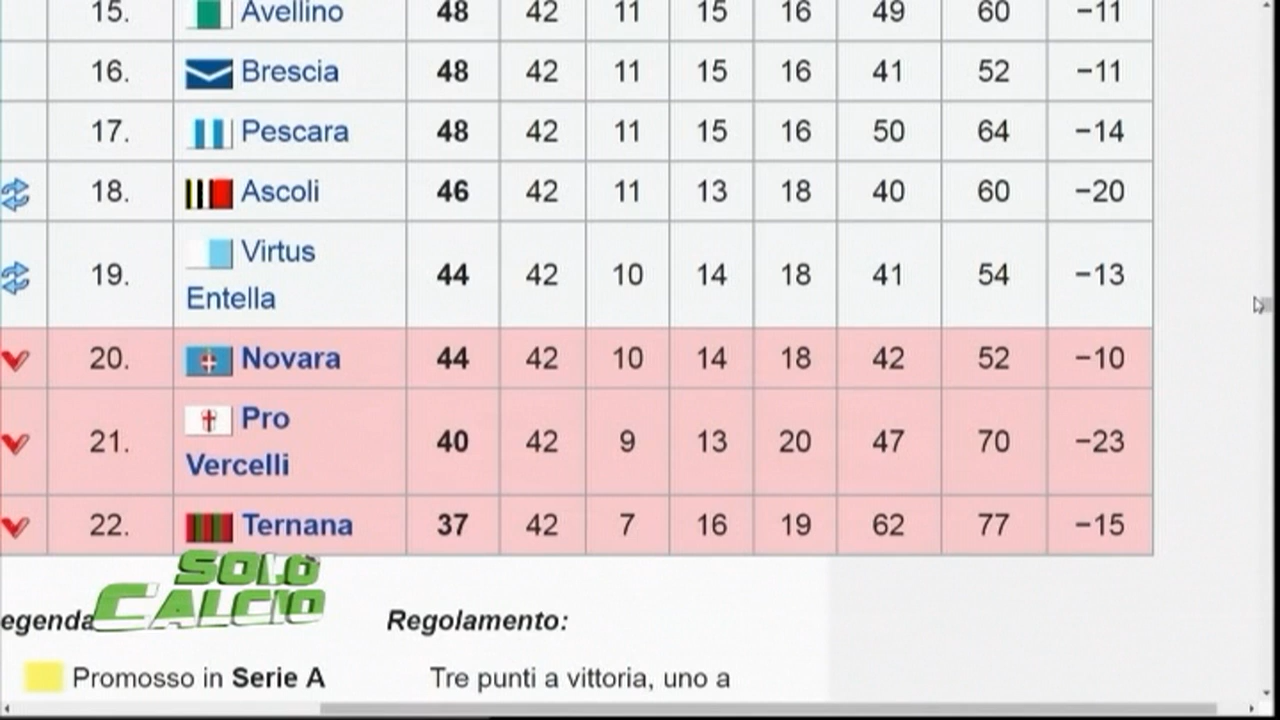 15. Avellino 48 42 11 15 16 49 60 −11
16. Brescia 48 42 11 15 16 41 52 −11
17. Pescara 48 42 11 15 16 50 64 −14
18. Ascoli 46 42 11 13 18 40 60 −20
19. Virtus Entella 44 42 10 14 18 41 54 −13
20. Novara 44 42 10 14 18 42 52 −10
21. Pro Vercelli 40 42 9 13 20 47 70 −23
22. Ternana 37 42 7 16 19 62 77 −15
SOLO
CALCIO
egenda Regolamento:
Promosso in Serie A Tre punti a vittoria, uno a